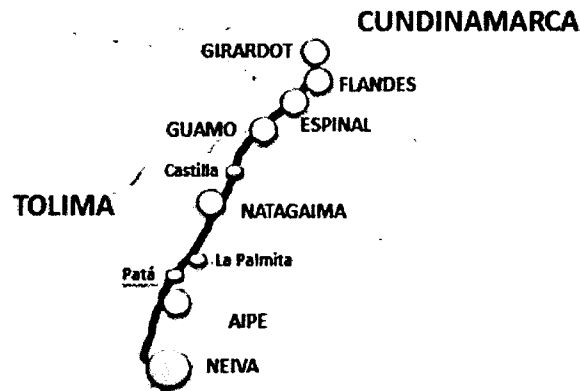 CUNDINAMARCA
GIRARDOT
FLANDES
ESPINAL
GUAMO
Castilla
TOLIMA
NATAGAIMA
La Palmita
Patá
AIPE
NEIVA